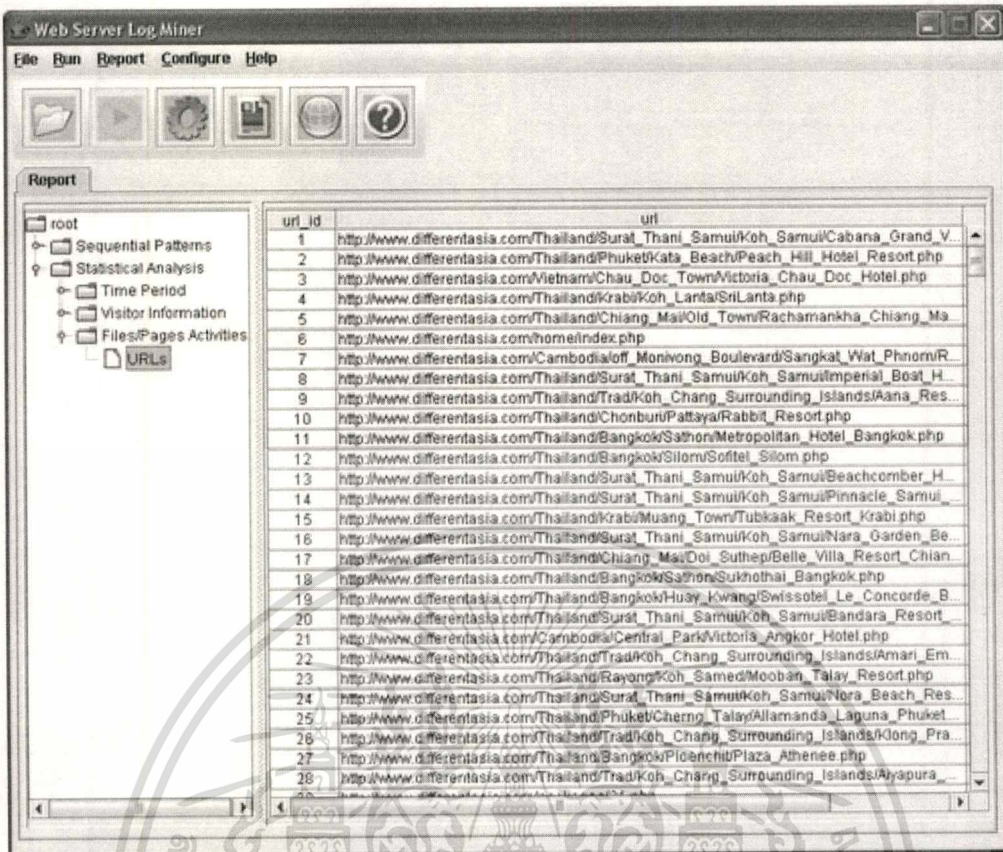 Web Server Log Miner
File Run Report Configure Help
Report
root
Sequential Patterns
Statistical Analysis
Time Period
Visitor Information
Files/Pages Activities
URLs
url_id url
1 http://www.differentasia.com/Thailand/Surat_Thani_Samui/Koh_Samui/Cabana_Grand_V...
2 http://www.differentasia.com/Thailand/Phuket/Kata_Beach/Peach_Hill_Hotel_Resort.php
3 http://www.differentasia.com/Vietnam/Chau_Doc_Town/Victoria_Chau_Doc_Hotel.php
4 http://www.differentasia.com/Thailand/Krabi/Koh_Lanta/SriLanta.php
5 http://www.differentasia.com/Thailand/Chiang_Mai/Old_Town/Rachamankha_Chiang_Ma...
6 http://www.differentasia.com/home/index.php
7 http://www.differentasia.com/Cambodia/off_Monivong_Boulevard/Sangkat_Wat_Phnom/R...
8 http://www.differentasia.com/Thailand/Surat_Thani_Samui/Koh_Samui/Imperial_Boat_H...
9 http://www.differentasia.com/Thailand/Trad/Koh_Chang_Surrounding_Islands/Aana_Res...
10 http://www.differentasia.com/Thailand/Chonburi/Pattaya/Rabbit_Resort.php
11 http://www.differentasia.com/Thailand/Bangkok/Sathon/Metropolitan_Hotel_Bangkok.php
12 http://www.differentasia.com/Thailand/Bangkok/Silom/Sofitel_Silom.php
13 http://www.differentasia.com/Thailand/Surat_Thani_Samui/Koh_Samui/Beachcomber_H...
14 http://www.differentasia.com/Thailand/Surat_Thani_Samui/Koh_Samui/Pinnacle_Samui_...
15 http://www.differentasia.com/Thailand/Krabi/Muang_Town/Tubkaak_Resort_Krabi.php
16 http://www.differentasia.com/Thailand/Surat_Thani_Samui/Koh_Samui/Nara_Garden_Be...
17 http://www.differentasia.com/Thailand/Chiang_Mai/Doi_Suthep/Belle_Villa_Resort_Chian...
18 http://www.differentasia.com/Thailand/Bangkok/Sathon/Sukhothai_Bangkok.php
19 http://www.differentasia.com/Thailand/Bangkok/Huay_Kwang/Swissotel_Le_Concorde_B...
20 http://www.differentasia.com/Thailand/Surat_Thani_Samui/Koh_Samui/Bandara_Resort_...
21 http://www.differentasia.com/Cambodia/Central_Park/Victoria_Angkor_Hotel.php
22 http://www.differentasia.com/Thailand/Trad/Koh_Chang_Surrounding_Islands/Amari_Em...
23 http://www.differentasia.com/Thailand/Rayong/Koh_Samed/Mooban_Talay_Resort.php
24 http://www.differentasia.com/Thailand/Surat_Thani_Samui/Koh_Samui/Nora_Beach_Res...
25 http://www.differentasia.com/Thailand/Phuket/Cherng_Talay/Allamanda_Laguna_Phuket...
26 http://www.differentasia.com/Thailand/Trad/Koh_Chang_Surrounding_Islands/Klong_Pra...
27 http://www.differentasia.com/Thailand/Bangkok/Ploenchit/Plaza_Athenee.php
28 http://www.differentasia.com/Thailand/Trad/Koh_Chang_Surrounding_Islands/Aiyapura_...